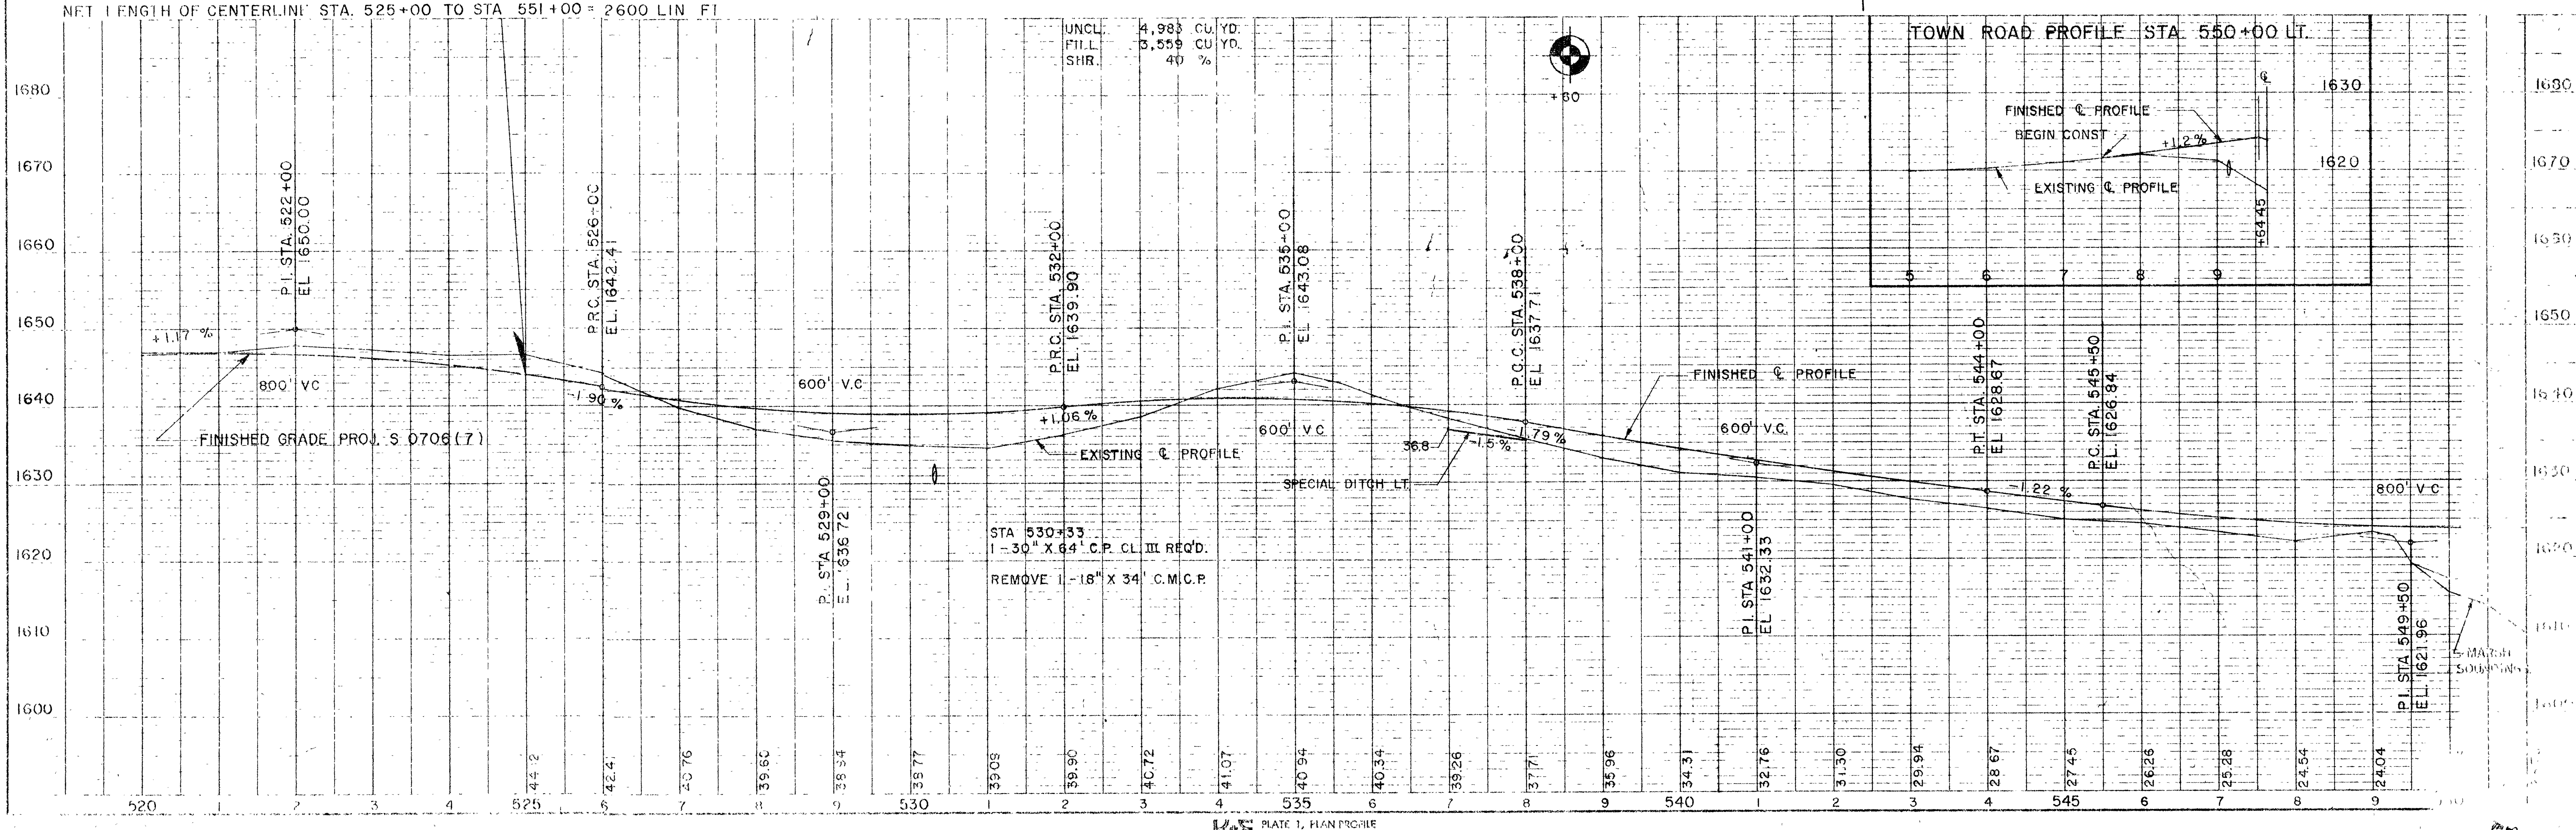 NET LENGTH OF CENTERLINE STA. 525+00 TO STA 551+00 = 2600 LIN FT
UNCL. 4,983 CU. YD.
FILL 3,559 CU. YD.
SHR. 40 %
+60
TOWN ROAD PROFILE STA 550+00 LT.
℄
1630
FINISHED ℄ PROFILE
BEGIN CONST
+1.2 %
1620
EXISTING ℄ PROFILE
+64.45
5 6 7 8 9
1680
1670
1660
1650
1640
1630
1620
1610
1600
1680
1670
1660
1650
1640
1630
1620
1610
1600
P.I. STA. 522+00
EL 1650.00
P.R.C. STA. 526+00
EL. 1642.41
P.I. STA 529+00
EL. 1636.72
P.R.C. STA. 532+00
EL. 1639.90
P.I. STA. 535+00
EL 1643.08
P.C.C. STA. 538+00
EL 1637.71
P.I. STA 541+00
EL 1632.33
P.T. STA. 544+00
EL 1628.67
P.C. STA. 545+50
EL. 1626.84
P.I. STA 549+50
EL. 1621.96
+1.17 %
800' V C
-1.90 %
600' V.C
+1.06 %
600' V C
-1.79 %
600' V.C.
-1.22 %
800' V C
FINISHED GRADE PROJ. S 0706(7)
EXISTING ℄ PROFILE
36.8
-1.5 %
SPECIAL DITCH LT.
FINISHED ℄ PROFILE
STA 530+33
1-30" X 64' C.P. CL. III REQ'D.
REMOVE 1-18" X 34' C.M.C.P.
MARSH
SOUNDING
44.12 42.41 40.76 39.60 38.94 38.77 39.09 39.90 40.72 41.07 40.94 40.34 39.26 37.71 35.96 34.31 32.76 31.30 29.94 28.67 27.45 26.26 25.28 24.54 24.04
520 1 2 3 4 525 6 7 8 9 530 1 2 3 4 535 6 7 8 9 540 1 2 3 4 545 6 7 8 9 550
K+E PLATE 1, PLAN PROFILE